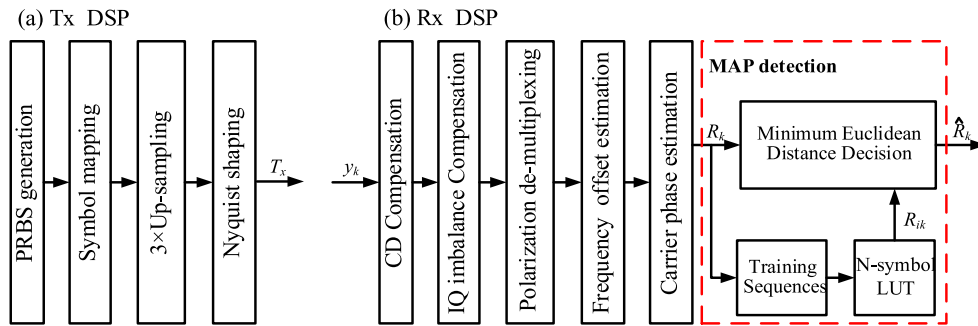 (a) Tx DSP
PRBS generation
Symbol mapping
3×Up-sampling
Nyquist shaping
Tx
(b) Rx DSP
yk
CD Compensation
IQ imbalance Compensation
Polarization de-multiplexing
Frequency offset estimation
Carrier phase estimation
MAP detection
Rk
Minimum Euclidean
Distance Decision
R̂k
Rik
Training
Sequences
N-symbol
LUT